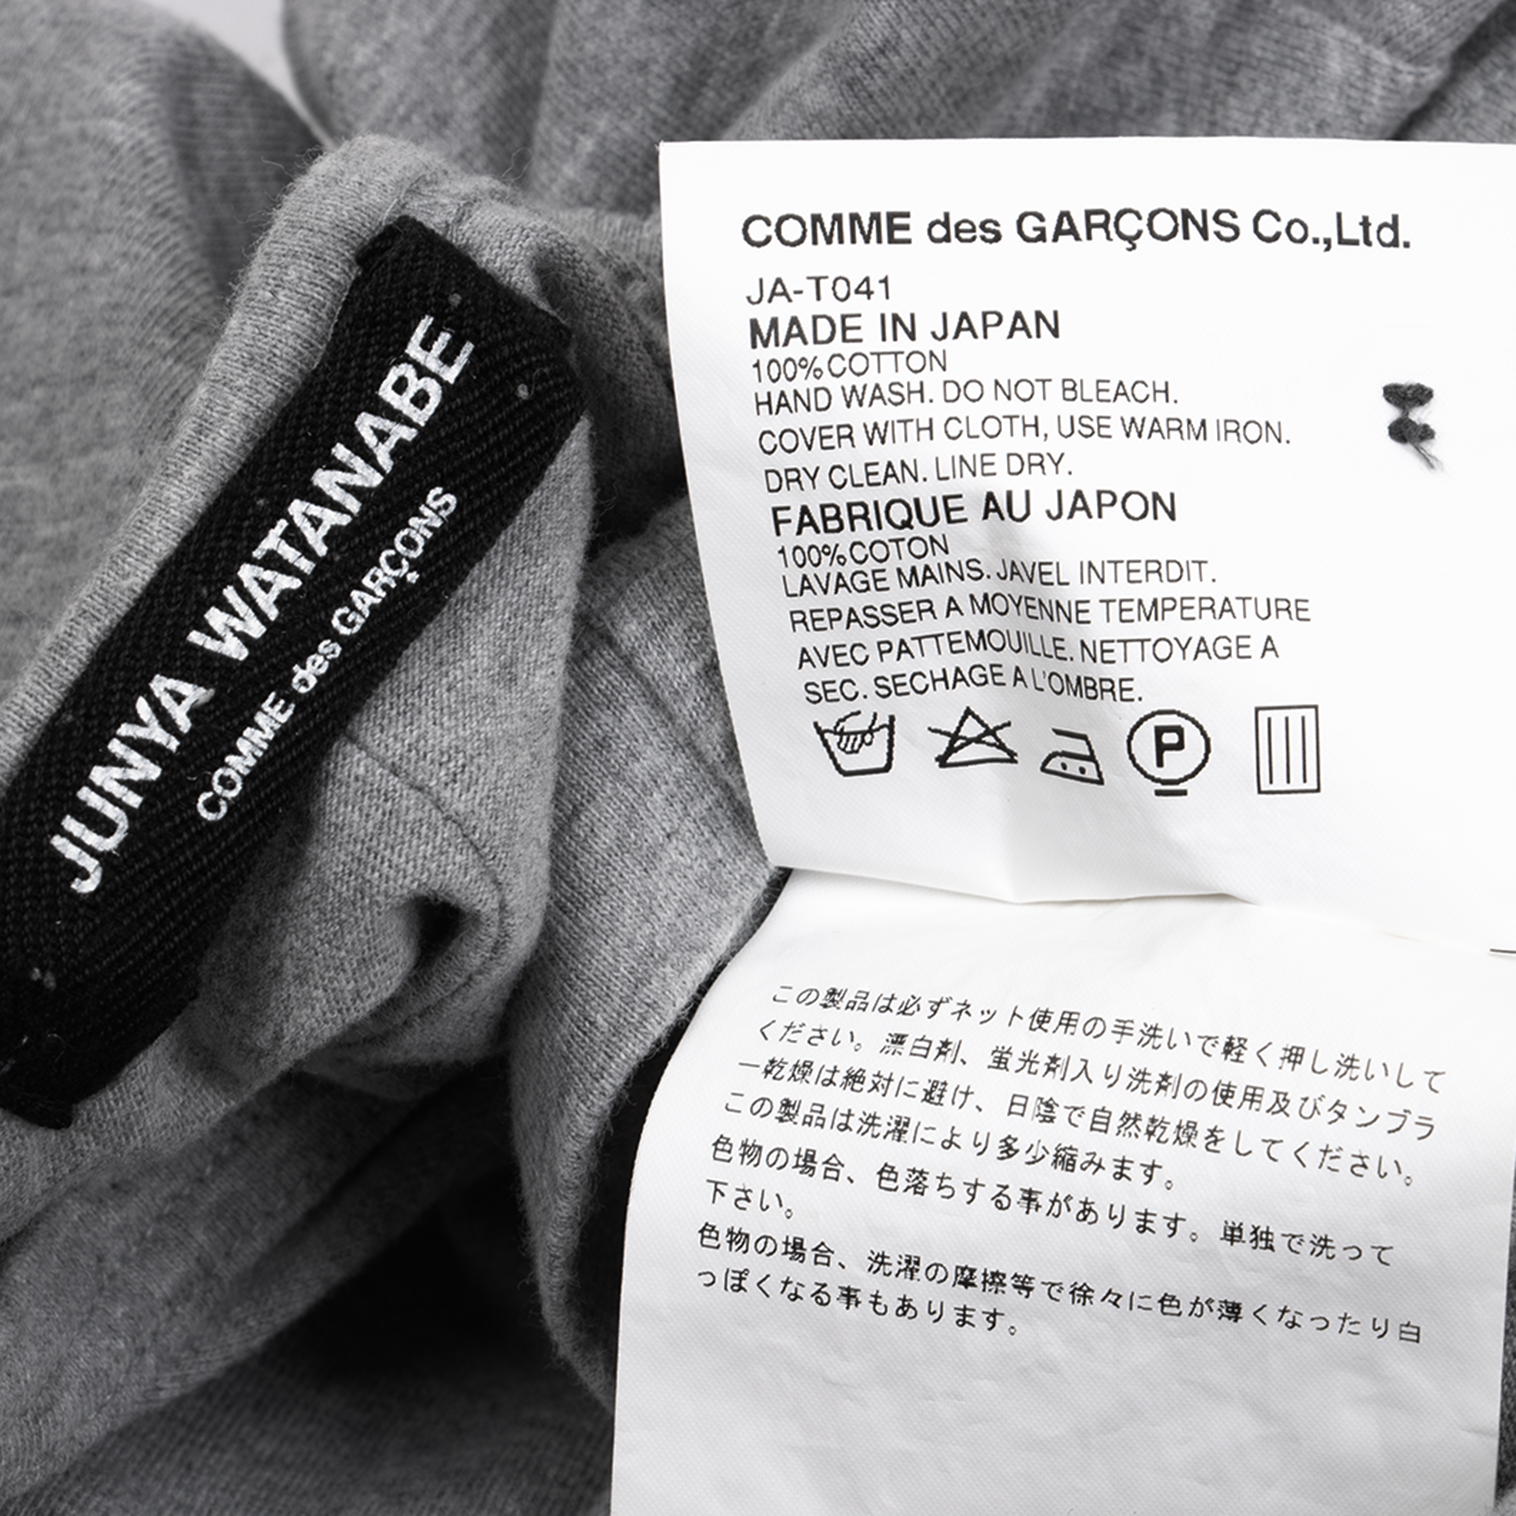 JUNYA WATANABE
COMME des GARÇONS
COMME des GARÇONS Co.,Ltd.
JA-T041
MADE IN JAPAN
100%COTTON
HAND WASH. DO NOT BLEACH.
COVER WITH CLOTH, USE WARM IRON.
DRY CLEAN. LINE DRY.
FABRIQUE AU JAPON
100%COTON
LAVAGE MAINS. JAVEL INTERDIT.
REPASSER A MOYENNE TEMPERATURE
AVEC PATTEMOUILLE. NETTOYAGE A
SEC. SECHAGE A L'OMBRE.
P
この製品は必ずネット使用の手洗いで軽く押し洗いして
ください。漂白剤、蛍光剤入り洗剤の使用及びタンブラ
ー乾燥は絶対に避け、日陰で自然乾燥をしてください。
この製品は洗濯により多少縮みます。
色物の場合、色落ちする事があります。単独で洗って
下さい。
色物の場合、洗濯の摩擦等で徐々に色が薄くなったり白
っぽくなる事もあります。